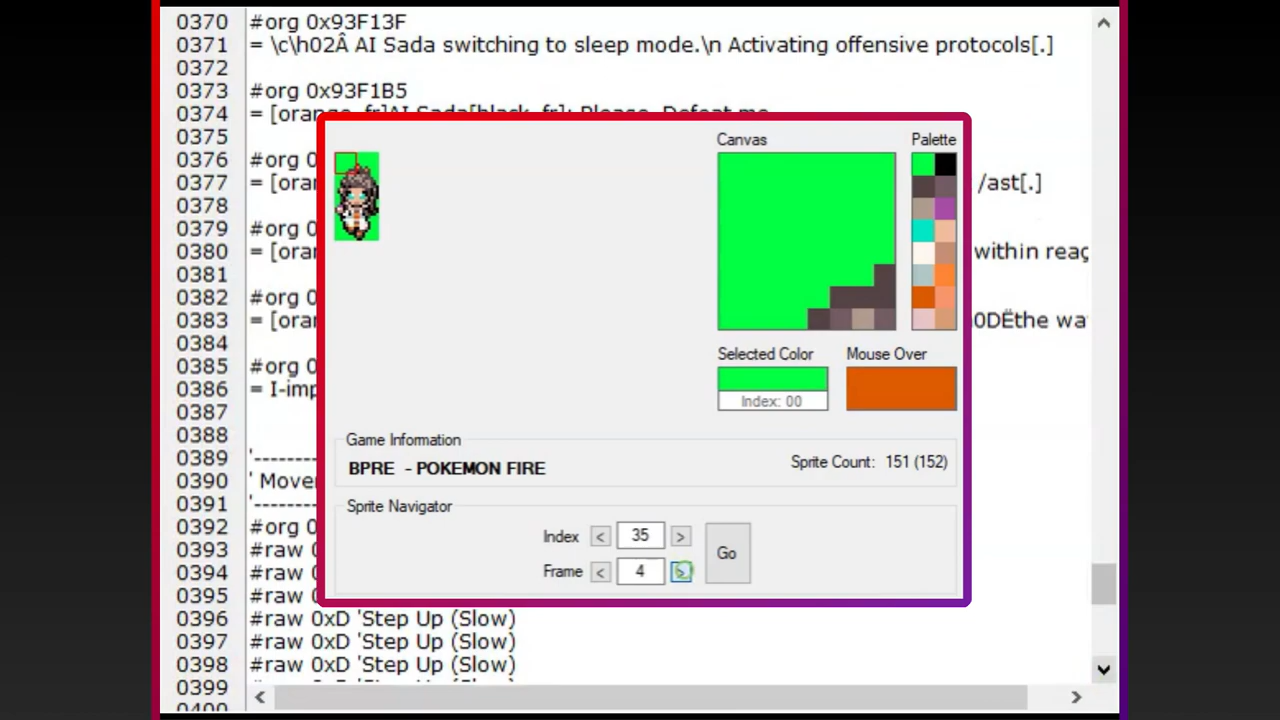 0370 #org 0x93F13F
0371 = \c\h02Â AI Sada switching to sleep mode.\n Activating offensive protocols[.]
0372
0373 #org 0x93F1B5
0374 = [orange_fr]AI Sada[black_fr]: Please. Defeat me
0375
0376 #org 0
0377 = [ora /ast[.]
0378
0379 #org 0
0380 = [ora within reac
0381
0382 #org 0
0383 = [ora 0DËthe wa
0384
0385 #org 0
0386 = I-imp
0387
0388
0389 '--------
0390 ' Mover
0391 '--------
0392 #org 0
0393 #raw 0
0394 #raw 0
0395 #raw 0
0396 #raw 0xD 'Step Up (Slow)
0397 #raw 0xD 'Step Up (Slow)
0398 #raw 0xD 'Step Up (Slow)
0399
0400
Canvas Palette
Selected Color Mouse Over
Index: 00
Game Information
BPRE - POKEMON FIRE Sprite Count: 151 (152)
Sprite Navigator
Index < 35 > Go
Frame < 4 >